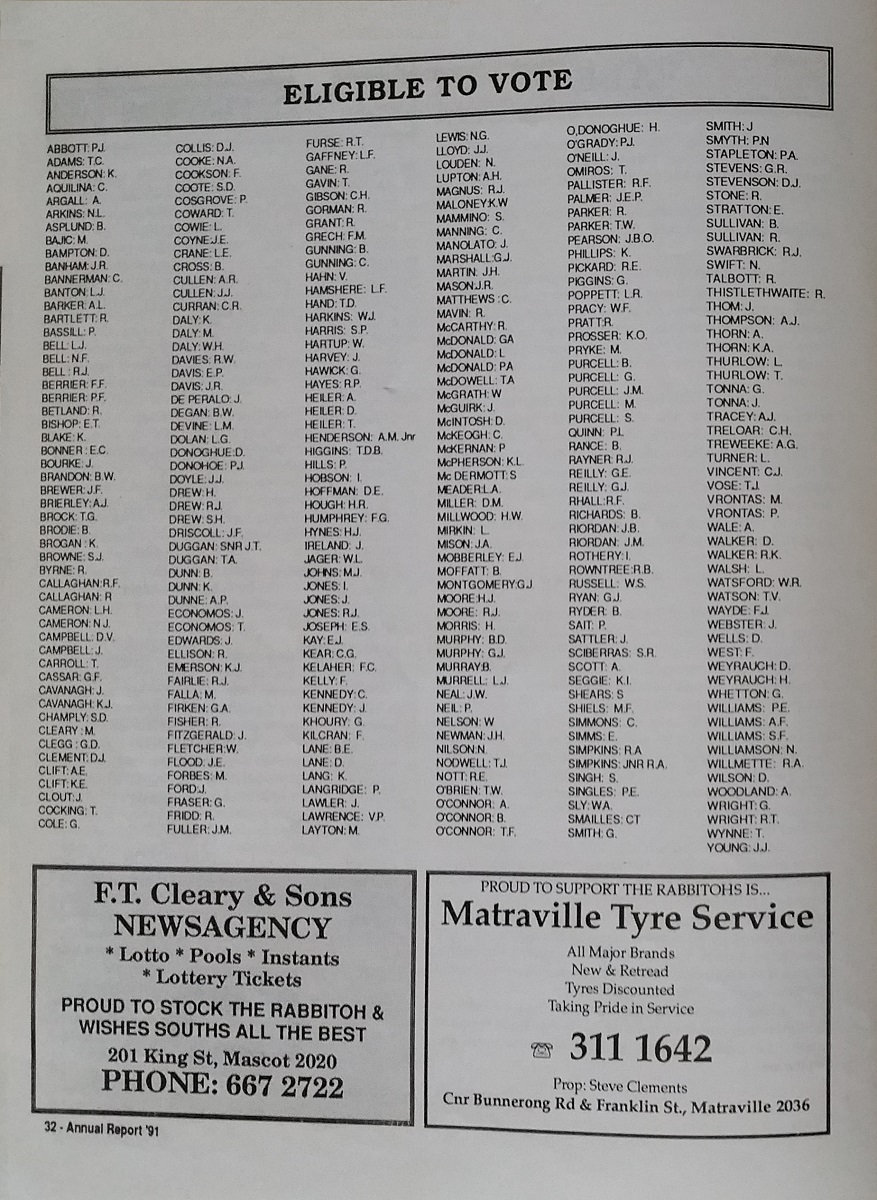 ELIGIBLE TO VOTE
ABBOTT: P.J.
ADAMS: T.C.
ANDERSON: K.
AQUILINA: C.
ARGALL: A.
ARKINS: N.L.
ASPLUND: B.
BAJIC: M.
BAMPTON: D.
BANHAM: J.R.
BANNERMAN: C.
BANTON: L.J.
BARKER: A.L.
BARTLETT: R.
BASSILL: P.
BELL: L.J.
BELL: N.F.
BELL: R.J.
BERRIER: F.F.
BERRIER: P.F.
BETLAND: R.
BISHOP: E.T.
BLAKE: K.
BONNER: E.C.
BOURKE: J.
BRANDON: B.W.
BREWER: J.F.
BRIERLEY: A.J.
BROCK: T.G.
BRODIE: B.
BROGAN: K.
BROWNE: S.J.
BYRNE: R.
CALLAGHAN: R.F.
CALLAGHAN: R
CAMERON: L.H.
CAMERON: N.J.
CAMPBELL: D.V.
CAMPBELL: J.
CARROLL: T.
CASSAR: G.F.
CAVANAGH: J.
CAVANAGH: K.J.
CHAMPLY: S.D.
CLEARY: M.
CLEGG: G.D.
CLEMENT: D.J.
CLIFT: A.E.
CLIFT: K.E.
CLOUT: J.
COCKING: T.
COLE: G.
COLLIS: D.J.
COOKE: N.A.
COOKSON: F.
COOTE: S.D.
COSGROVE: P.
COWARD: T.
COWIE: L.
COYNE: J.E.
CRANE: L.E.
CROSS: B.
CULLEN: A.R.
CULLEN: J.J.
CURRAN: C.R.
DALY: K.
DALY: M.
DALY: W.H.
DAVIES: R.W.
DAVIS: E.P.
DAVIS: J.R.
DE PERALO: J.
DEGAN: B.W.
DEVINE: L.M.
DOLAN: L.G.
DONOGHUE: D.
DONOHOE: P.J.
DOYLE: J.J.
DREW: H.
DREW: R.J.
DREW: S.H.
DRISCOLL: J.F.
DUGGAN: SNR J.T.
DUGGAN: T.A.
DUNN: B.
DUNN: K.
DUNNE: A.P.
ECONOMOS: J.
ECONOMOS: T.
EDWARDS: J.
ELLISON: R.
EMERSON: K.J.
FAIRLIE: R.J.
FALLA: M.
FIRKEN: G.A.
FISHER: R.
FITZGERALD: J.
FLETCHER: W.
FLOOD: J.E.
FORBES: M.
FORD: J.
FRASER: G.
FRIDD: R.
FULLER: J.M.
FURSE: R.T.
GAFFNEY: L.F.
GANE: R.
GAVIN: T.
GIBSON: C.H.
GORMAN: R.
GRANT: R.
GRECH: F.M.
GUNNING: B.
GUNNING: C.
HAHN: V.
HAMSHERE: L.F.
HAND: T.D.
HARKINS: W.J.
HARRIS: S.P.
HARTUP: W.
HARVEY: J.
HAWICK: G.
HAYES: R.P.
HEILER: A.
HEILER: D.
HEILER: T.
HENDERSON: A.M. Jnr
HIGGINS: T.D.B.
HILLS: P.
HOBSON: I.
HOFFMAN: D.E.
HOUGH: H.R.
HUMPHREY: F.G.
HYNES: H.J.
IRELAND: J.
JAGER: W.L.
JOHNS: M.J.
JONES: I.
JONES: J.
JONES: R.J.
JOSEPH: E.S.
KAY: E.J.
KEAR: C.G.
KELAHER: F.C.
KELLY: F.
KENNEDY: C.
KENNEDY: J.
KHOURY: G.
KILCRAN: F.
LANE: B.E.
LANE: D.
LANG: K.
LANGRIDGE: P.
LAWLER: J.
LAWRENCE: V.P.
LAYTON: M.
LEWIS: N.G.
LLOYD: J.J.
LOUDEN: N.
LUPTON: A.H.
MAGNUS: R.J.
MALONEY: K.W
MAMMINO: S.
MANNING: C.
MANOLATO: J.
MARSHALL: G.J.
MARTIN: J.H.
MASON: J.R.
MATTHEWS: C.
MAVIN: R.
McCARTHY: R.
McDONALD: GA
McDONALD: L
McDONALD: PA
McDOWELL: T.A
McGRATH: W
McGUIRK: J.
McINTOSH: D.
McKEOGH: C.
McKERNAN: P
McPHERSON: K.L.
Mc DERMOTT: S
MEADER: L.A.
MILLER: D.M.
MILLWOOD: H.W.
MIRKIN: L.
MISON: J.A.
MOBBERLEY: E.J.
MOFFATT: B.
MONTGOMERY: G.J
MOORE: H.J.
MOORE: R.J.
MORRIS: H.
MURPHY: B.D.
MURPHY: G.J.
MURRAY: B.
MURRELL: L.J.
NEAL: J.W.
NEIL: P.
NELSON: W
NEWMAN: J.H.
NILSON: N.
NODWELL: T.J.
NOTT: R.E.
O'BRIEN: T.W.
O'CONNOR: A.
O'CONNOR: B.
O'CONNOR: T.F.
O,DONOGHUE: H.
O'GRADY: P.J.
O'NEILL: J.
OMIROS: T.
PALLISTER: R.F.
PALMER: J.E.P.
PARKER: R.
PARKER: T.W.
PEARSON: J.B.O.
PHILLIPS: K.
PICKARD: R.E.
PIGGINS: G.
POPPETT: L.R.
PRACY: W.F.
PRATT: R.
PROSSER: K.O.
PRYKE: M.
PURCELL: B.
PURCELL: G.
PURCELL: J.M.
PURCELL: M.
PURCELL: S.
QUINN: P.L
RANCE: B.
RAYNER: R.J.
REILLY: G.E.
REILLY: G.J.
RHALL: R.F.
RICHARDS: B.
RIORDAN: J.B.
RIORDAN: J.M.
ROTHERY: I.
ROWNTREE: R.B.
RUSSELL: W.S.
RYAN: G.J.
RYDER: B.
SAIT: P.
SATTLER: J.
SCIBERRAS: S.R.
SCOTT: A.
SEGGIE: K.I.
SHEARS: S
SHIELS: M.F.
SIMMONS: C.
SIMMS: E.
SIMPKINS: R.A
SIMPKINS: JNR R.A.
SINGH: S.
SINGLES: P.E.
SLY: W.A.
SMAILLES: CT
SMITH: G.
SMITH: J
SMYTH: P.N
STAPLETON: P.A.
STEVENS: G.R.
STEVENSON: D.J.
STONE: R.
STRATTON: E.
SULLIVAN: B.
SULLIVAN: R.
SWARBRICK: R.J.
SWIFT: N.
TALBOTT: R.
THISTLETHWAITE: R.
THOM: J.
THOMPSON: A.J.
THORN: A.
THORN: K.A.
THURLOW: L.
THURLOW: T.
TONNA: G.
TONNA: J.
TRACEY: A.J.
TRELOAR: C.H.
TREWEEKE: A.G.
TURNER: L.
VINCENT: C.J.
VOSE: T.J.
VRONTAS: M.
VRONTAS: P.
WALE: A.
WALKER: D.
WALKER: R.K.
WALSH: L.
WATSFORD: W.R.
WATSON: T.V.
WAYDE: F.J.
WEBSTER: J.
WELLS: D.
WEST: F.
WEYRAUCH: D.
WEYRAUCH: H.
WHETTON: G.
WILLIAMS: P.E.
WILLIAMS: A.F.
WILLIAMS: S.F.
WILLIAMSON: N.
WILLMETTE: R.A.
WILSON: D.
WOODLAND: A.
WRIGHT: G.
WRIGHT: R.T.
WYNNE: T.
YOUNG: J.J.
F.T. Cleary & Sons
NEWSAGENCY
* Lotto * Pools * Instants
* Lottery Tickets
PROUD TO STOCK THE RABBITOH &
WISHES SOUTHS ALL THE BEST
201 King St, Mascot 2020
PHONE: 667 2722
PROUD TO SUPPORT THE RABBITOHS IS...
Matraville Tyre Service
All Major Brands
New & Retread
Tyres Discounted
Taking Pride in Service
☏ 311 1642
Prop: Steve Clements
Cnr Bunnerong Rd & Franklin St., Matraville 2036
32 - Annual Report '91